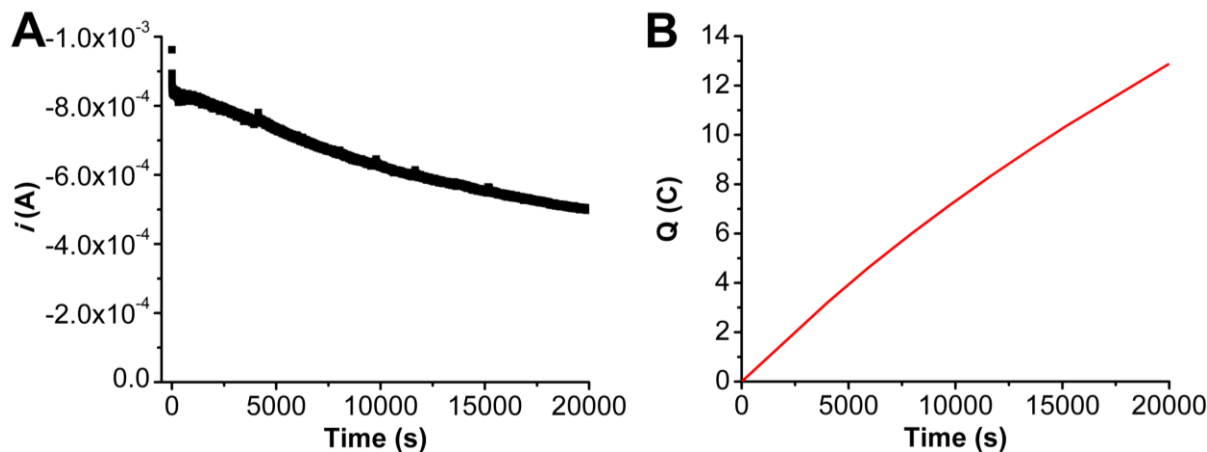 A
-1.0x10⁻³
-8.0x10⁻⁴
-6.0x10⁻⁴
-4.0x10⁻⁴
-2.0x10⁻⁴
0.0
i (A)
0 5000 10000 15000 20000
Time (s)
B
14
12
10
8
6
4
2
0
Q (C)
0 5000 10000 15000 20000
Time (s)